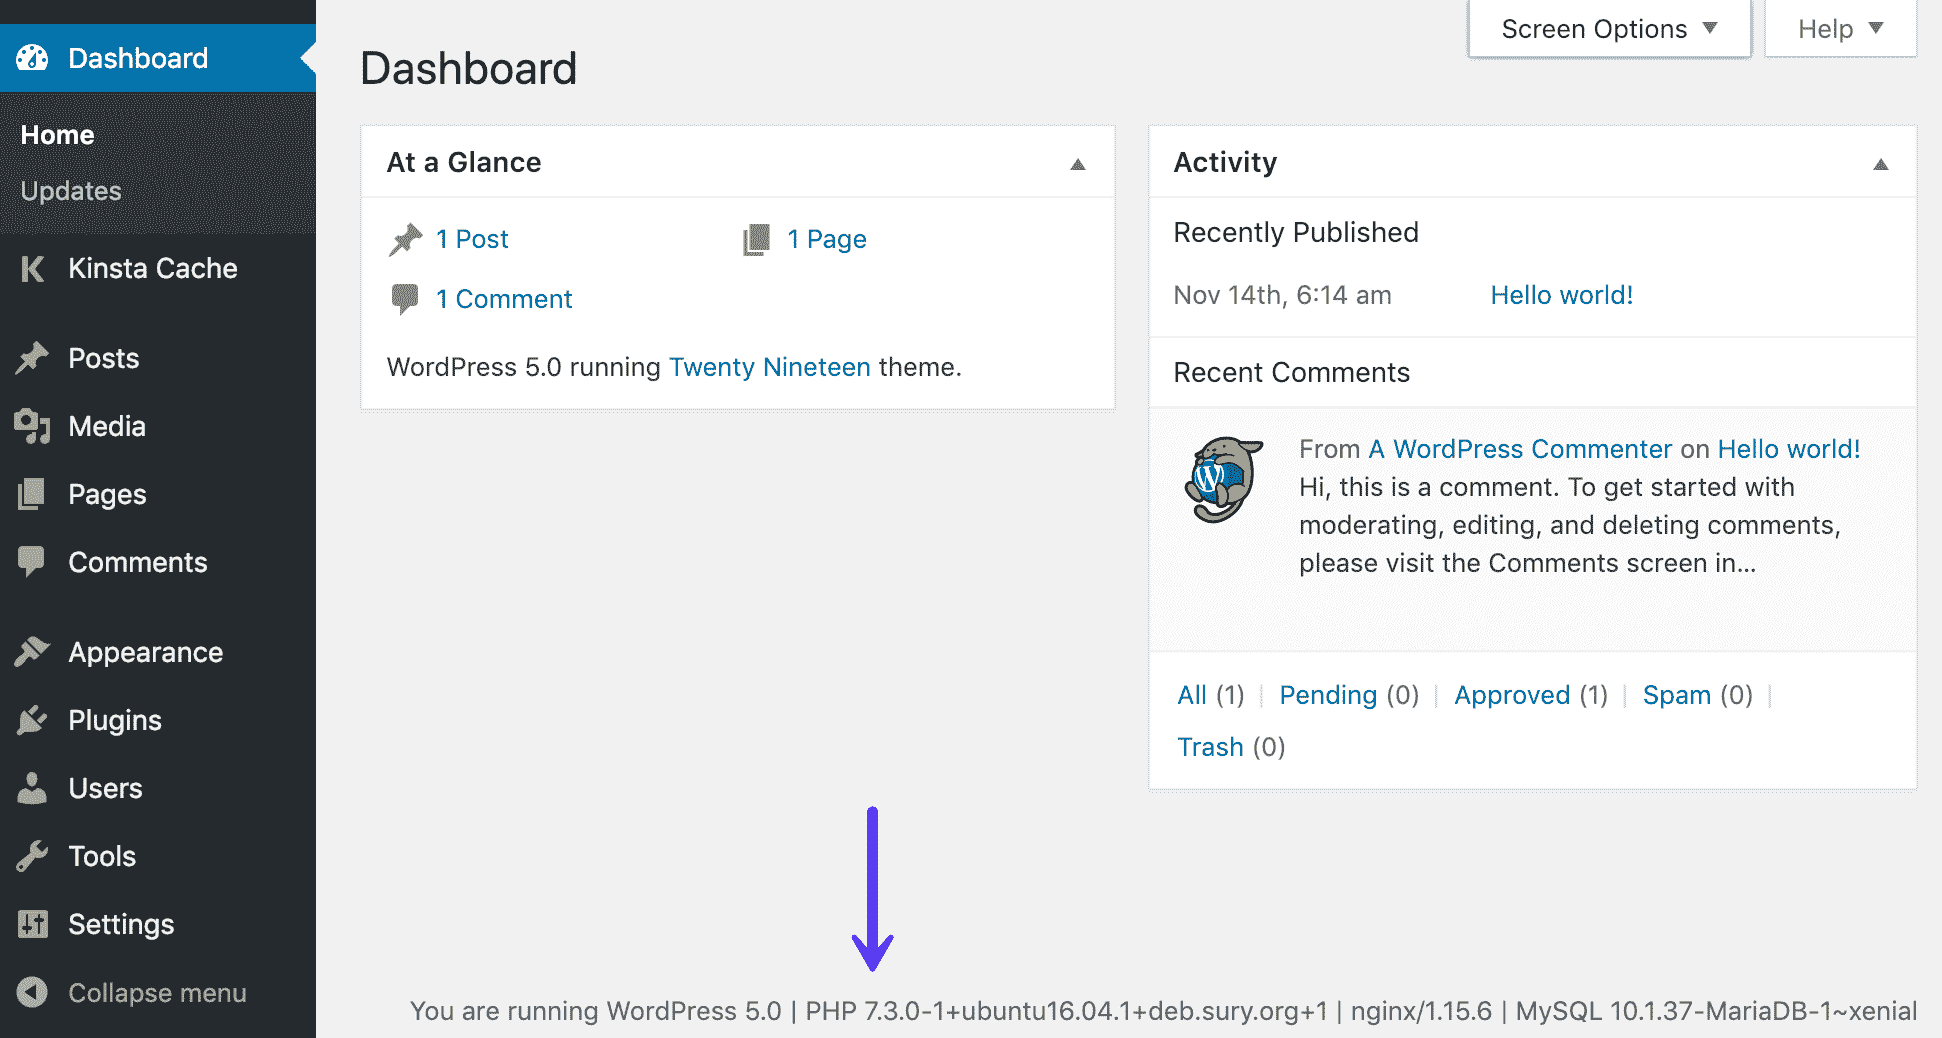 Dashboard
Home
Updates
Kinsta Cache
Posts
Media
Pages
Comments
Appearance
Plugins
Users
Tools
Settings
Collapse menu
Screen Options
Help
Dashboard
At a Glance
1 Post
1 Page
1 Comment
WordPress 5.0 running Twenty Nineteen theme.
Activity
Recently Published
Nov 14th, 6:14 am Hello world!
Recent Comments
From A WordPress Commenter on Hello world!
Hi, this is a comment. To get started with
moderating, editing, and deleting comments,
please visit the Comments screen in…
All (1) | Pending (0) | Approved (1) | Spam (0) |
Trash (0)
You are running WordPress 5.0 | PHP 7.3.0-1+ubuntu16.04.1+deb.sury.org+1 | nginx/1.15.6 | MySQL 10.1.37-MariaDB-1~xenial